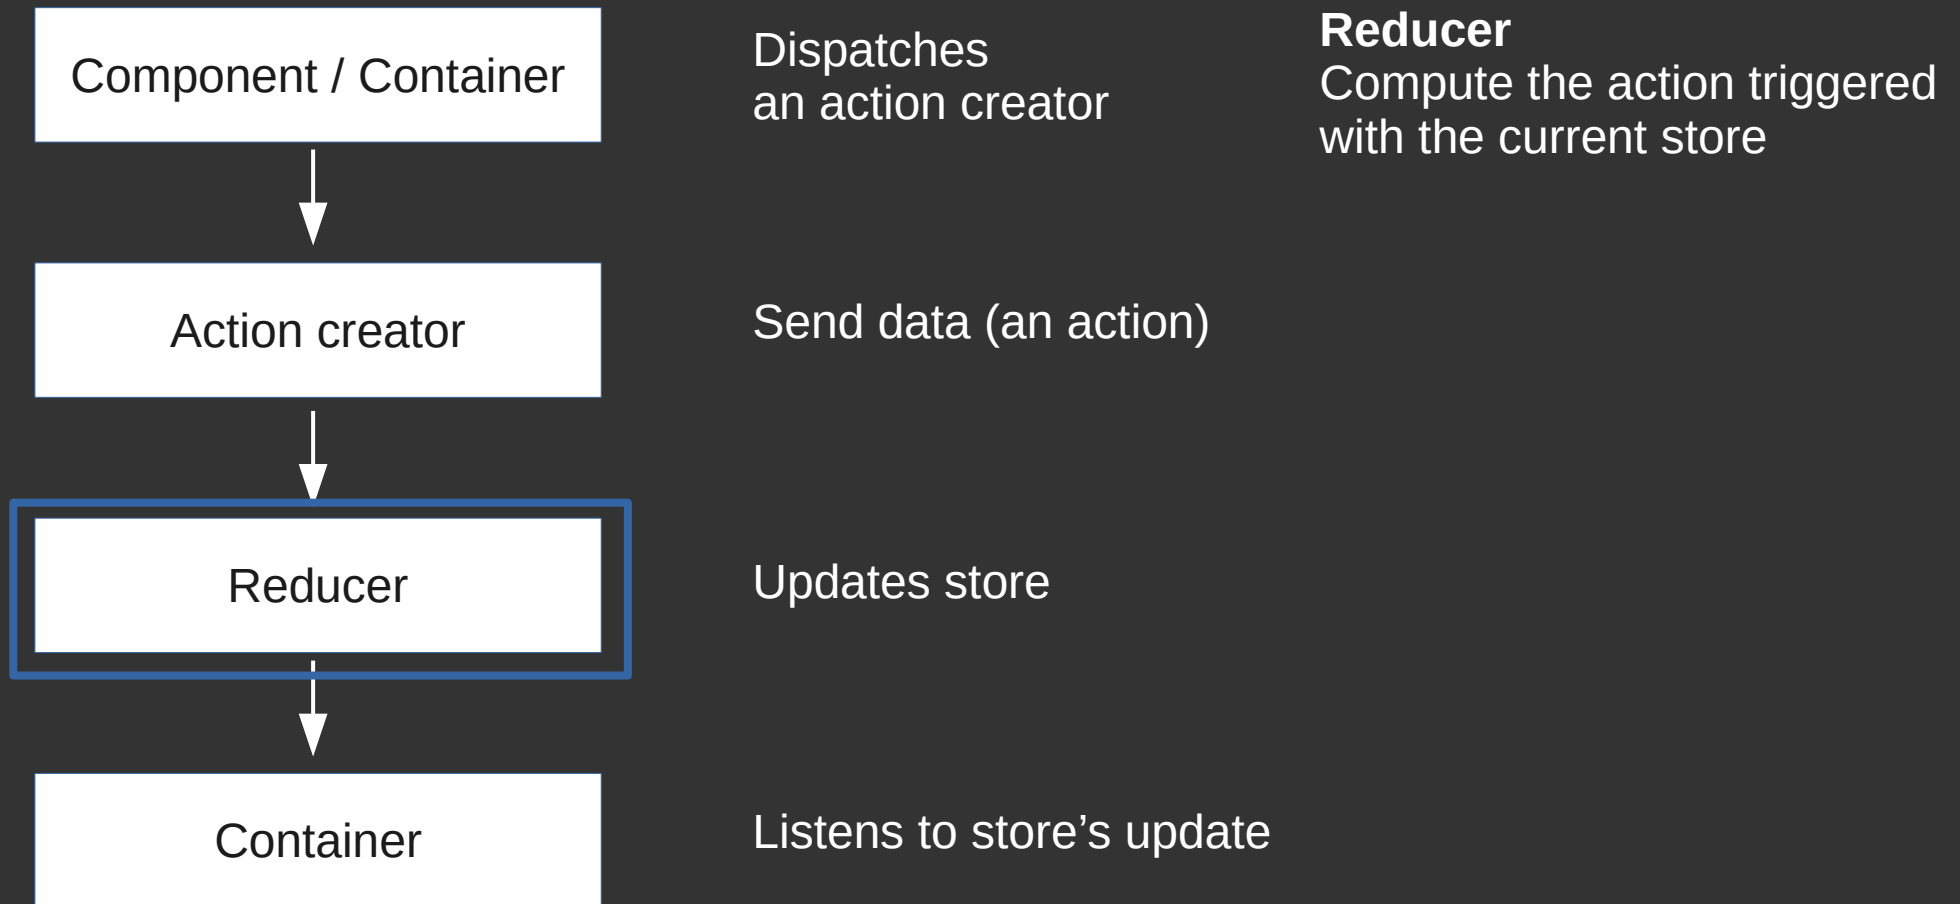 Component / Container
Dispatches
an action creator
Reducer
Compute the action triggered
with the current store
Action creator
Send data (an action)
Reducer
Updates store
Container
Listens to store’s update